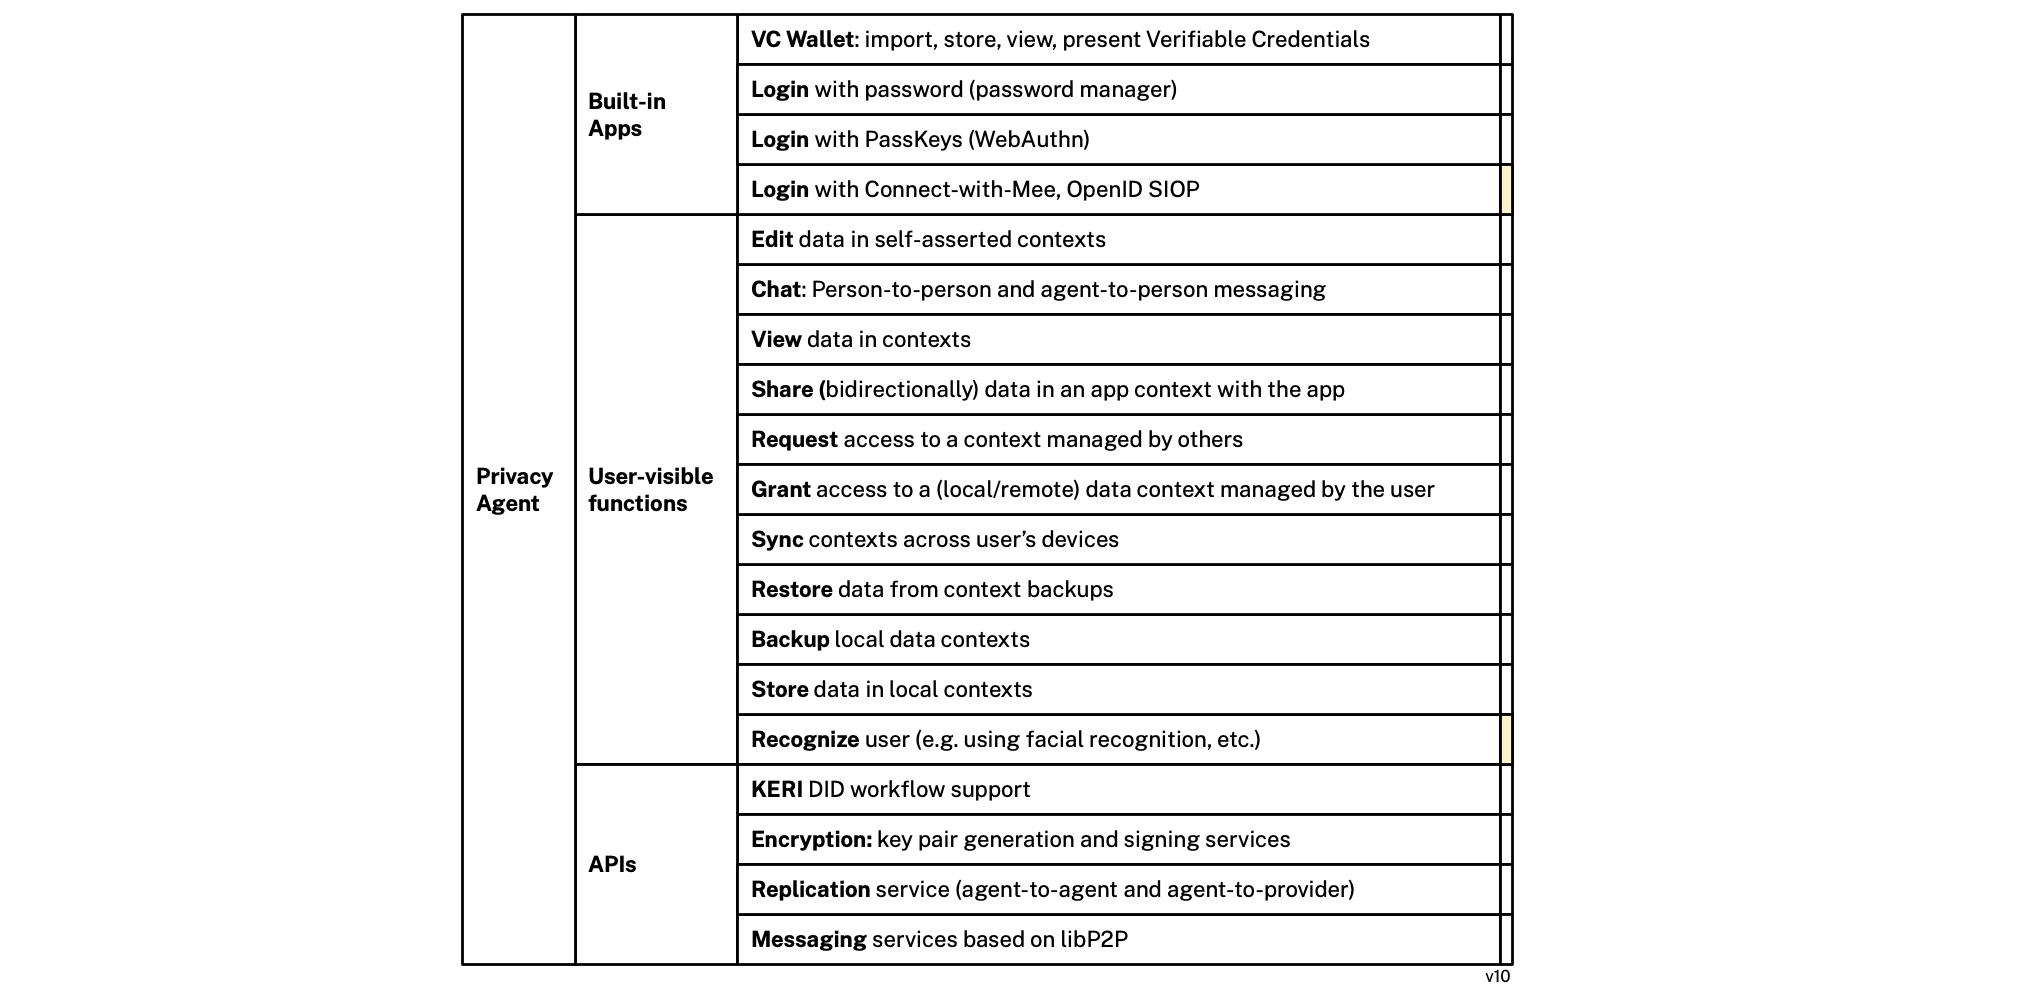 Privacy
Agent
Built-in
Apps
VC Wallet: import, store, view, present Verifiable Credentials
Login with password (password manager)
Login with PassKeys (WebAuthn)
Login with Connect-with-Mee, OpenID SIOP
User-visible
functions
Edit data in self-asserted contexts
Chat: Person-to-person and agent-to-person messaging
View data in contexts
Share (bidirectionally) data in an app context with the app
Request access to a context managed by others
Grant access to a (local/remote) data context managed by the user
Sync contexts across user’s devices
Restore data from context backups
Backup local data contexts
Store data in local contexts
Recognize user (e.g. using facial recognition, etc.)
APIs
KERI DID workflow support
Encryption: key pair generation and signing services
Replication service (agent-to-agent and agent-to-provider)
Messaging services based on libP2P
v10